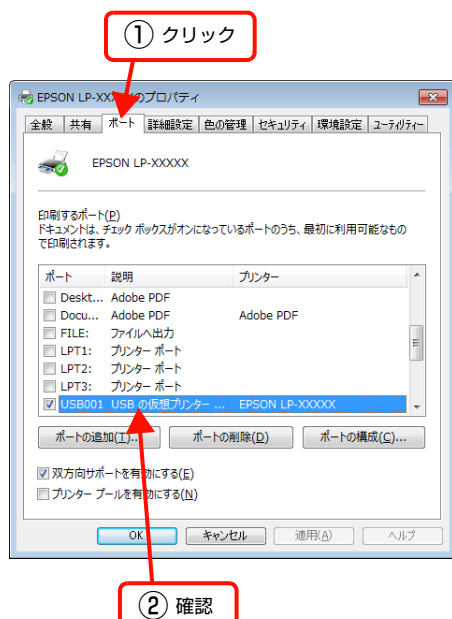 ① クリック
EPSON LP-XXXXXのプロパティ
全般 共有 ポート 詳細設定 色の管理 セキュリティ 環境設定 ユーティリティー
EPSON LP-XXXXX
印刷するポート(P)
ドキュメントは、チェック ボックスがオンになっているポートのうち、最初に利用可能なもの
で印刷されます。
ポート 説明 プリンター
Deskt... Adobe PDF
Docu... Adobe PDF Adobe PDF
FILE: ファイルへ出力
LPT1: プリンター ポート
LPT2: プリンター ポート
LPT3: プリンター ポート
USB001 USB の仮想プリンター ... EPSON LP-XXXXX
ポートの追加(T)... ポートの削除(D) ポートの構成(C)...
双方向サポートを有効にする(E)
プリンター プールを有効にする(N)
OK キャンセル 適用(A) ヘルプ
② 確認